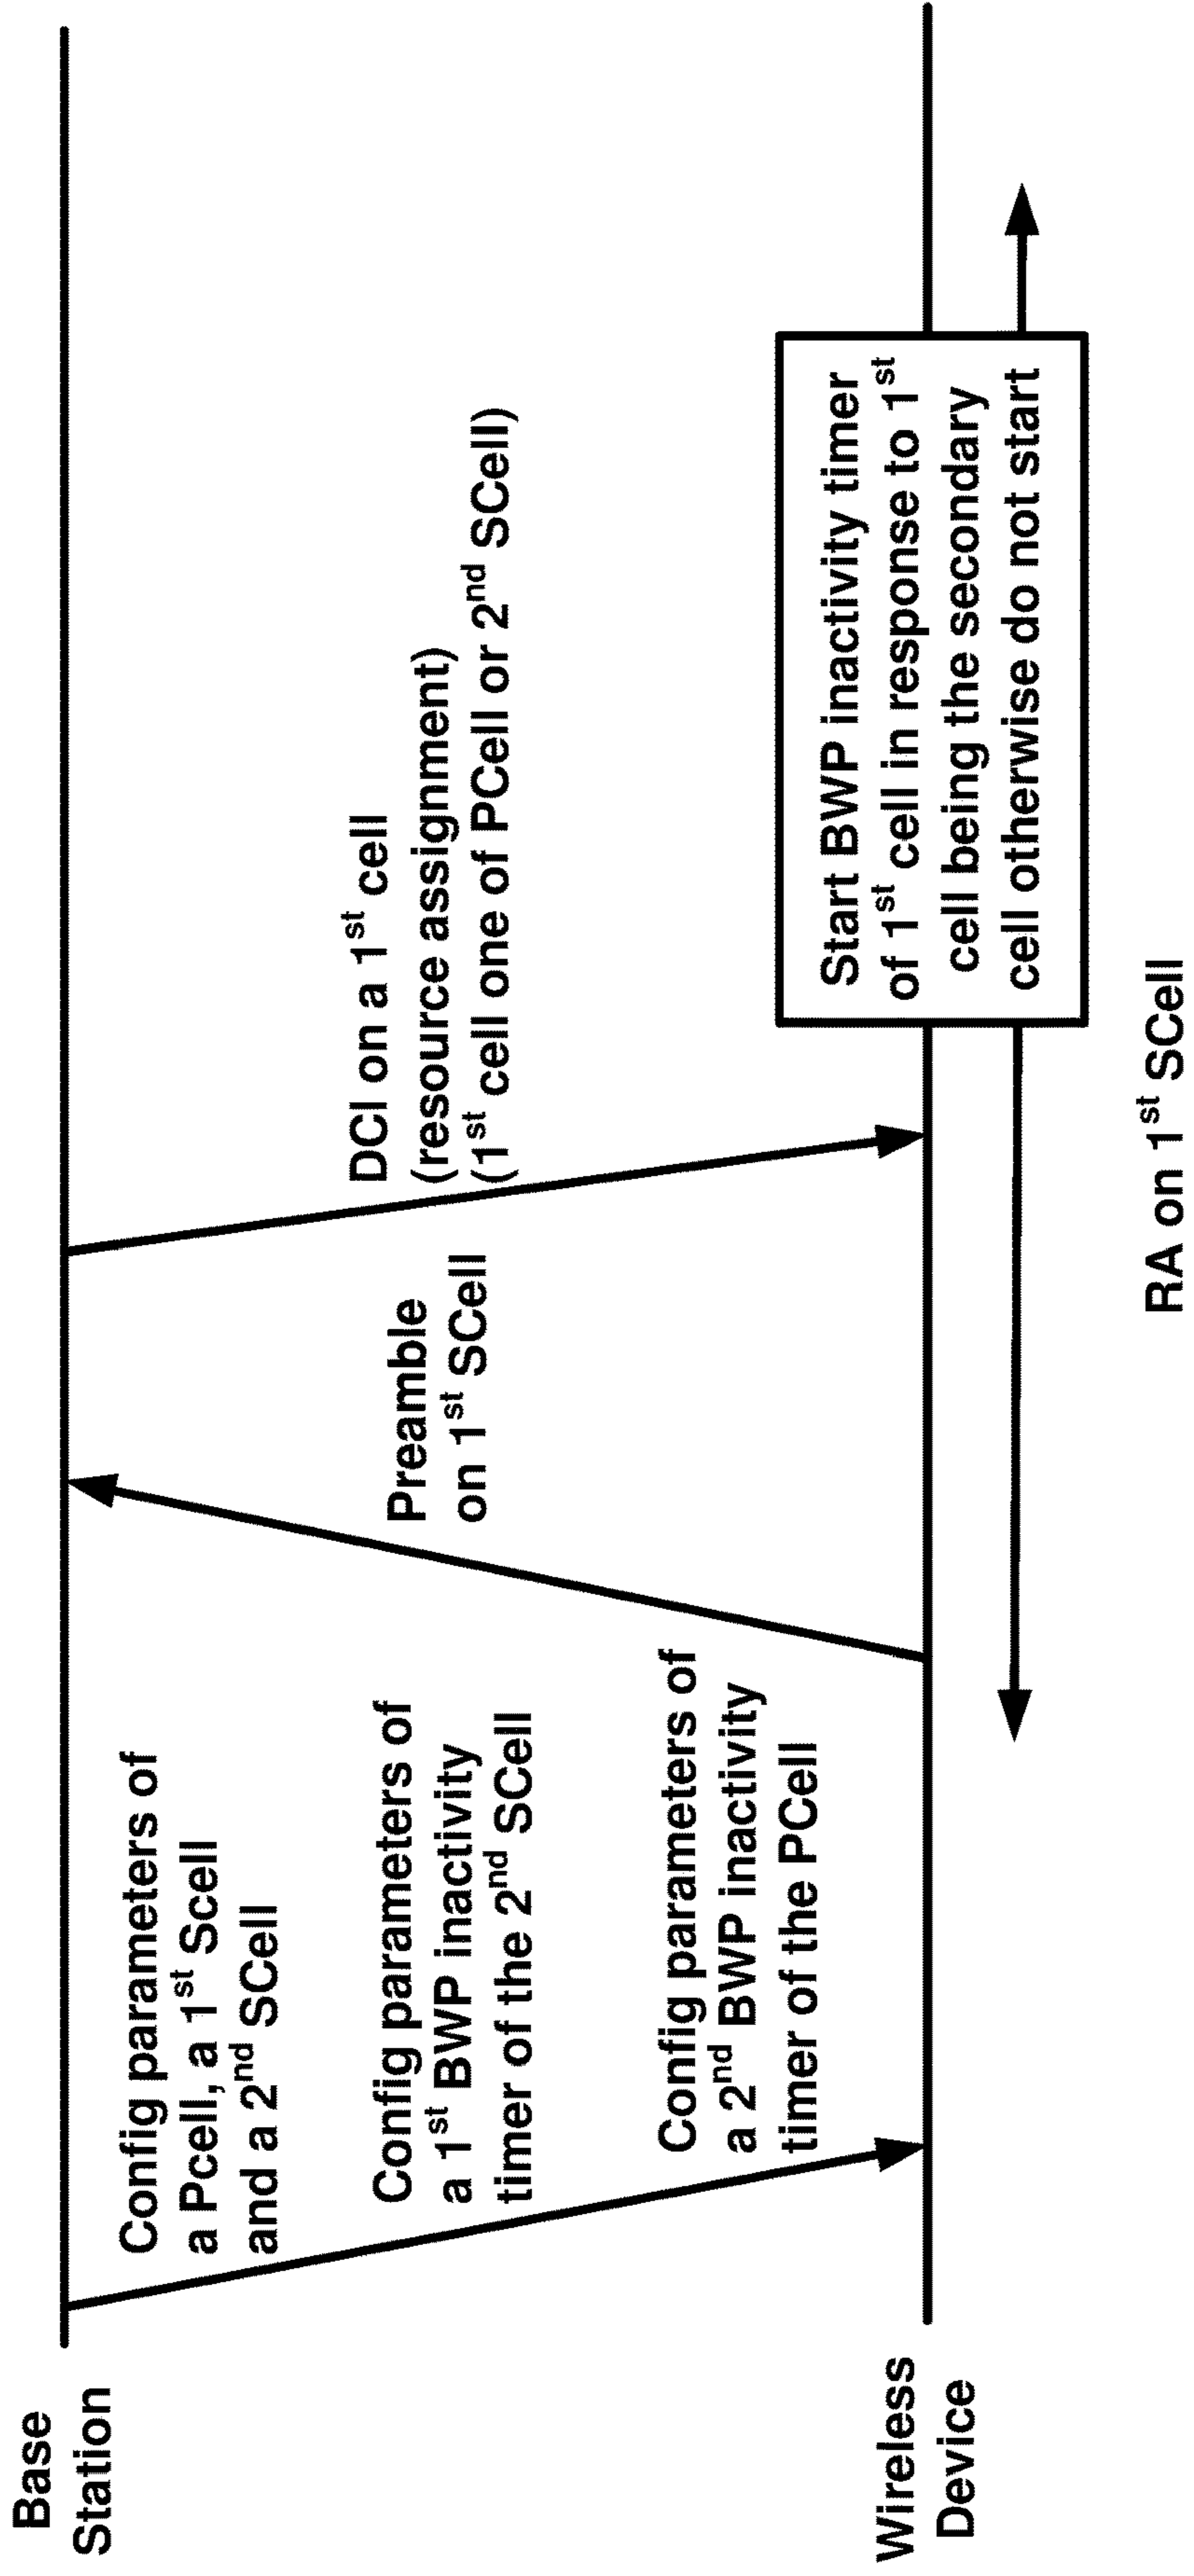 Base
Station
Config parameters of
a Pcell, a 1st Scell
and a 2nd SCell
Config parameters of
a 1st BWP inactivity
timer of the 2nd SCell
Config parameters of
a 2nd BWP inactivity
timer of the PCell
Preamble
on 1st SCell
DCI on a 1st cell
(resource assignment)
(1st cell one of PCell or 2nd SCell)
Wireless
Device
Start BWP inactivity timer
of 1st cell in response to 1st
cell being the secondary
cell otherwise do not start
RA on 1st SCell